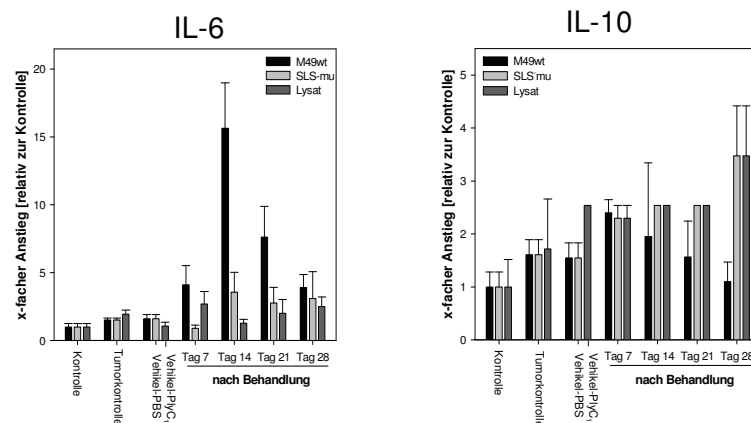 IL-6
x-facher Anstieg [relativ zur Kontrolle]
20
15
10
5
0
M49wt
SLS-mu
Lysat
Kontrolle
Tumorkontrolle
Vehikel-PBS
Vehikel-PlyC
Tag 7
Tag 14
Tag 21
Tag 28
nach Behandlung
IL-10
x-facher Anstieg [relativ zur Kontrolle]
5
4
3
2
1
0
M49wt
SLS mu
Lysat
Kontrolle
Tumorkontrolle
Vehikel-PBS
Vehikel-PlyC
Tag 7
Tag 14
Tag 21
Tag 28
nach Behandlung